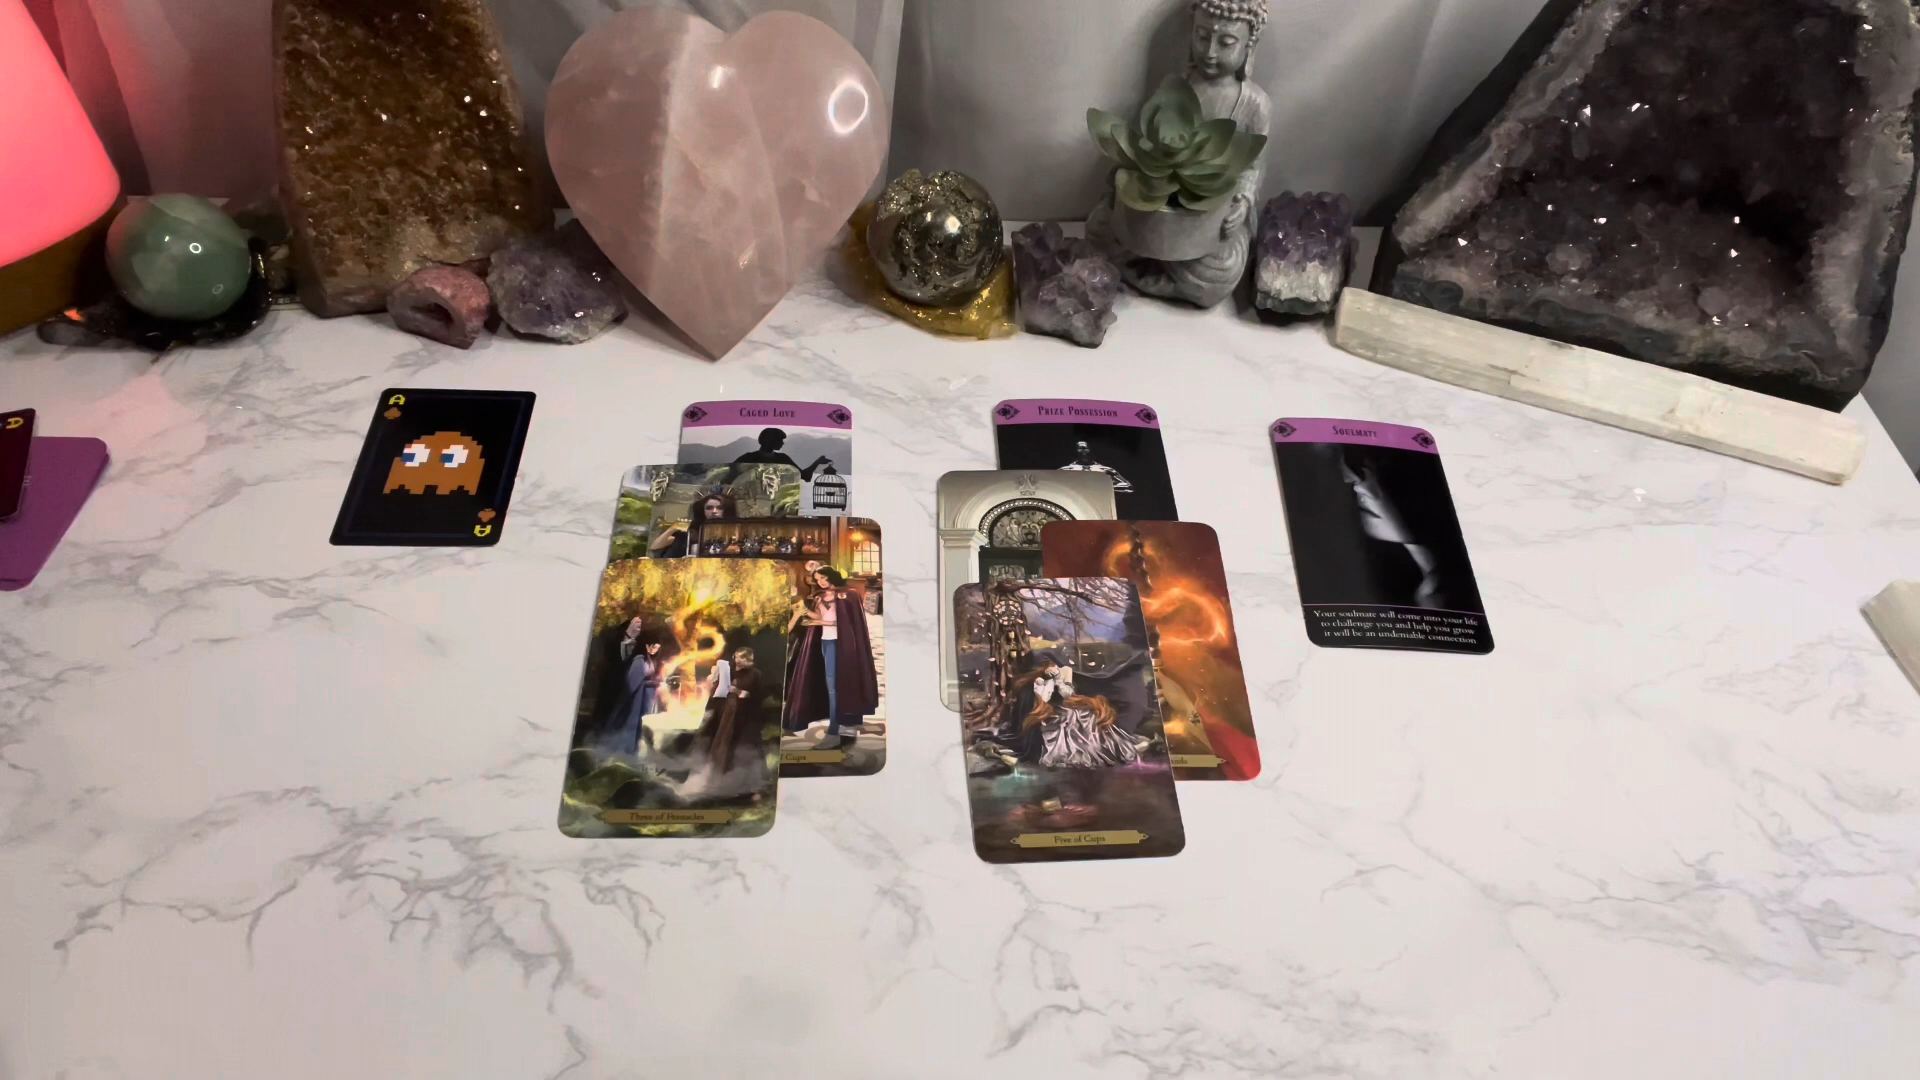 A
A
A
CAGED LOVE
PRIZE POSSESSION
SOULMATE
Your soulmate will come into your life
to challenge you and help you grow
it will be an undeniable connection
Cups
Three of Pentacles
Five of Cups